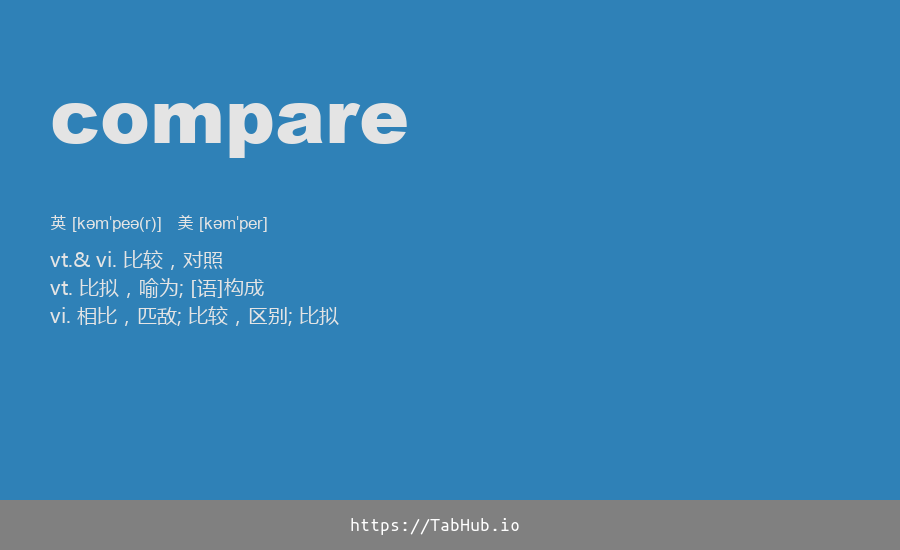 compare
英 [kəmˈpeə(r)] 美 [kəmˈper]
vt.& vi. 比较，对照
vt. 比拟，喻为; [语]构成
vi. 相比，匹敌; 比较，区别; 比拟
https://TabHub.io